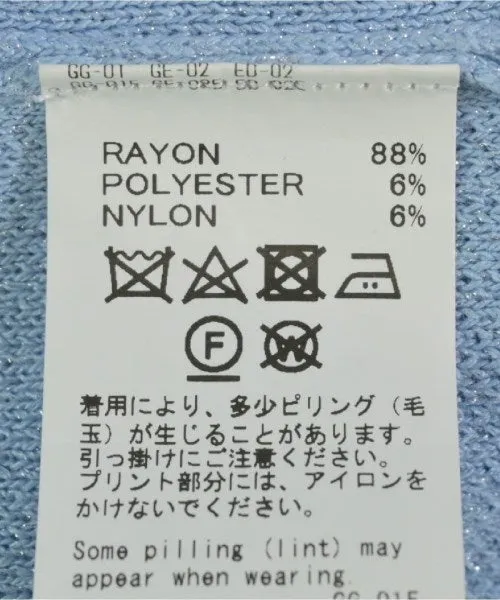 GG-01 GE-02 ED-02
RAYON 88%
POLYESTER 6%
NYLON 6%
F W
着用により、多少ピリング（毛
玉）が生じることがあります。
引っ掛けにご注意ください。
プリント部分には、アイロンを
かけないでください。
Some pilling (lint) may
appear when wearing.